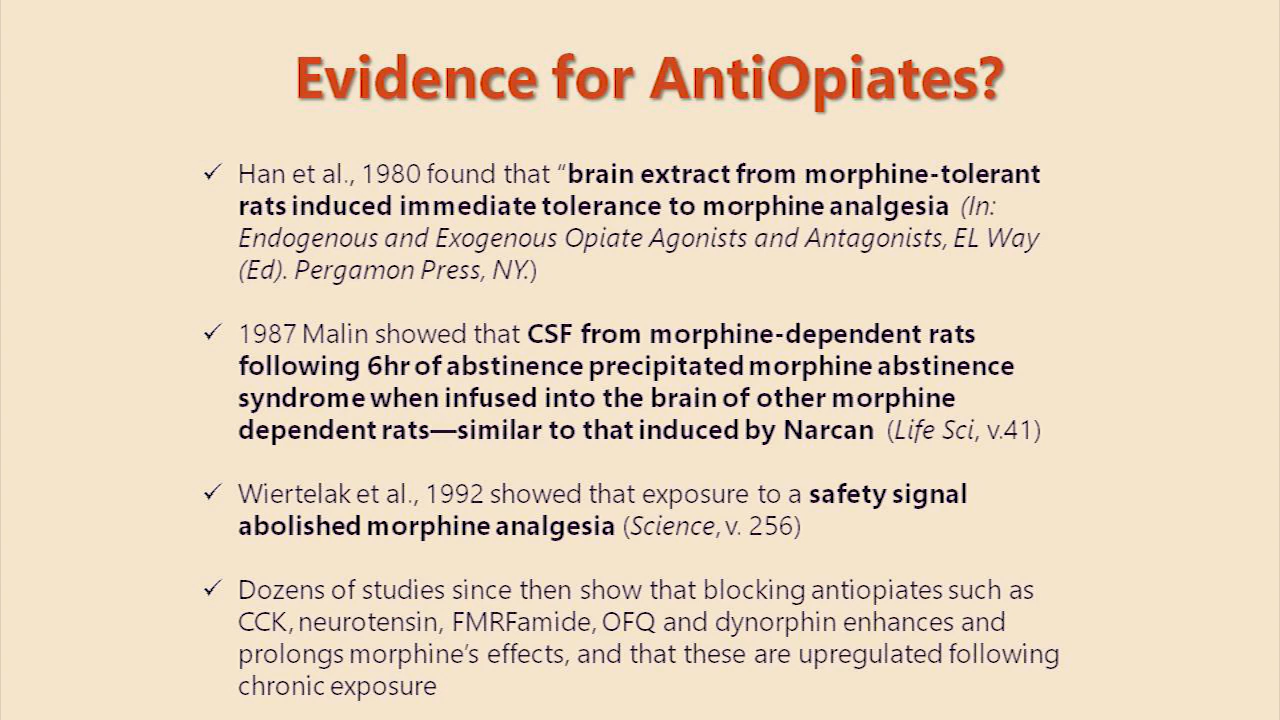 Evidence for AntiOpiates?
✓ Han et al., 1980 found that “brain extract from morphine-tolerant
rats induced immediate tolerance to morphine analgesia (In:
Endogenous and Exogenous Opiate Agonists and Antagonists, EL Way
(Ed). Pergamon Press, NY.)
✓ 1987 Malin showed that CSF from morphine-dependent rats
following 6hr of abstinence precipitated morphine abstinence
syndrome when infused into the brain of other morphine
dependent rats—similar to that induced by Narcan (Life Sci, v.41)
✓ Wiertelak et al., 1992 showed that exposure to a safety signal
abolished morphine analgesia (Science, v. 256)
✓ Dozens of studies since then show that blocking antiopiates such as
CCK, neurotensin, FMRFamide, OFQ and dynorphin enhances and
prolongs morphine’s effects, and that these are upregulated following
chronic exposure